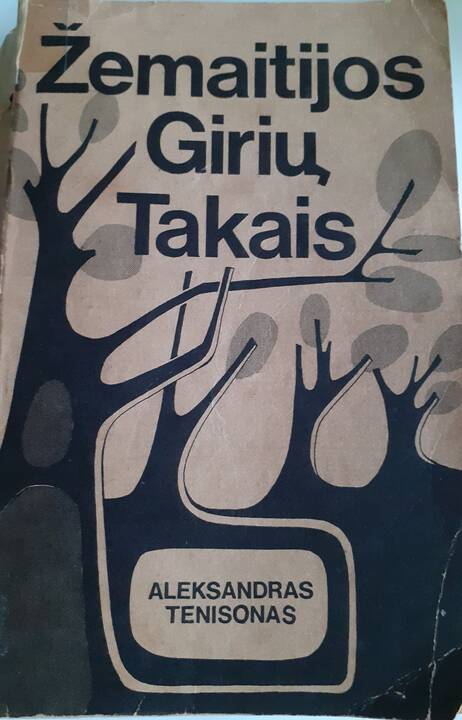 Žemaitijos
Girių
Takais
ALEKSANDRAS
TENISONAS